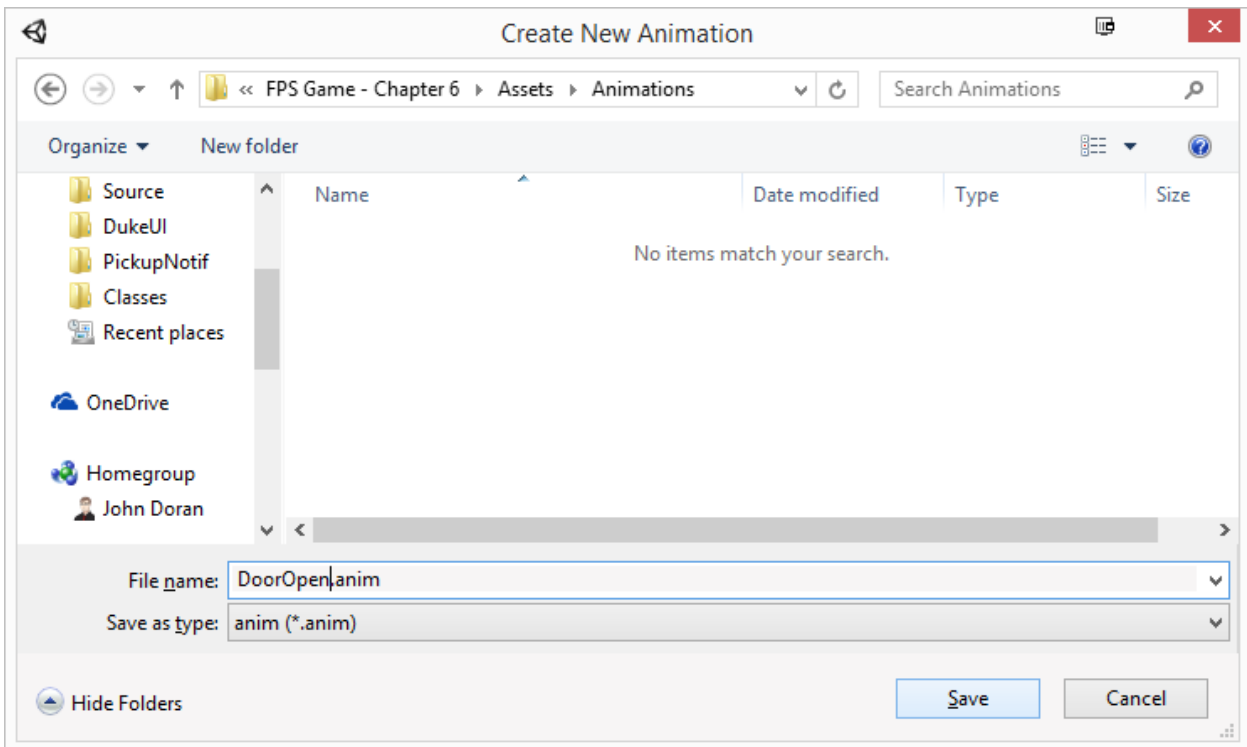 Create New Animation
« FPS Game - Chapter 6 Assets Animations
Search Animations
Organize New folder
Name Date modified Type Size
Source
DukeUI
PickupNotif
Classes
Recent places
OneDrive
Homegroup
John Doran
No items match your search.
File name: DoorOpen.anim
Save as type: anim (*.anim)
Hide Folders Save Cancel